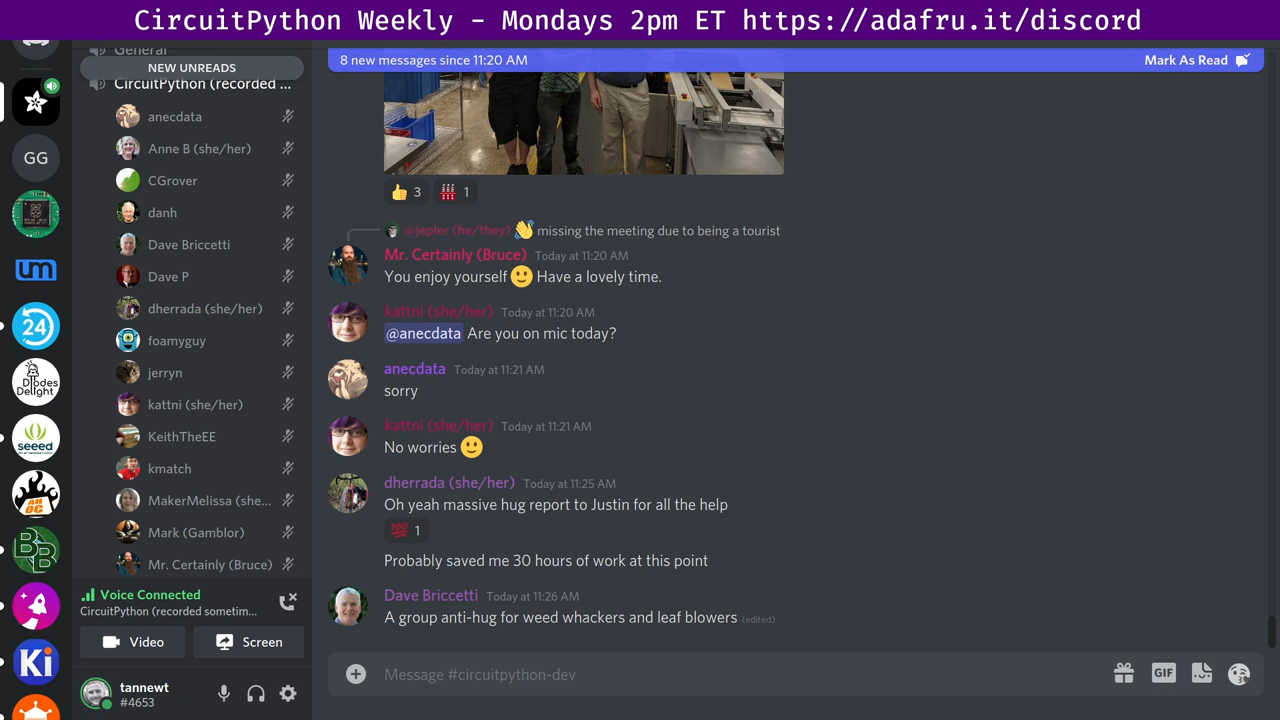 CircuitPython Weekly - Mondays 2pm ET https://adafru.it/discord
General
NEW UNREADS
CircuitPython (recorded ...
anecdata
Anne B (she/her)
CGrover
danh
Dave Briccetti
Dave P
dherrada (she/her)
foamyguy
jerryn
kattni (she/her)
KeithTheEE
kmatch
MakerMelissa (she...
Mark (Gamblor)
Mr. Certainly (Bruce)
Voice Connected
CircuitPython (recorded sometim...
Video
Screen
tannewt
#4653
GG
um
24
Diodes
Delight
seeed
BB
Ki
8 new messages since 11:20 AM
Mark As Read
3
1
@jepler (he/they) 👋 missing the meeting due to being a tourist
Mr. Certainly (Bruce) Today at 11:20 AM
You enjoy yourself 🙂 Have a lovely time.
kattni (she/her) Today at 11:20 AM
@anecdata Are you on mic today?
anecdata Today at 11:21 AM
sorry
kattni (she/her) Today at 11:21 AM
No worries 🙂
dherrada (she/her) Today at 11:25 AM
Oh yeah massive hug report to Justin for all the help
💯 1
Probably saved me 30 hours of work at this point
Dave Briccetti Today at 11:26 AM
A group anti-hug for weed whackers and leaf blowers (edited)
Message #circuitpython-dev
GIF